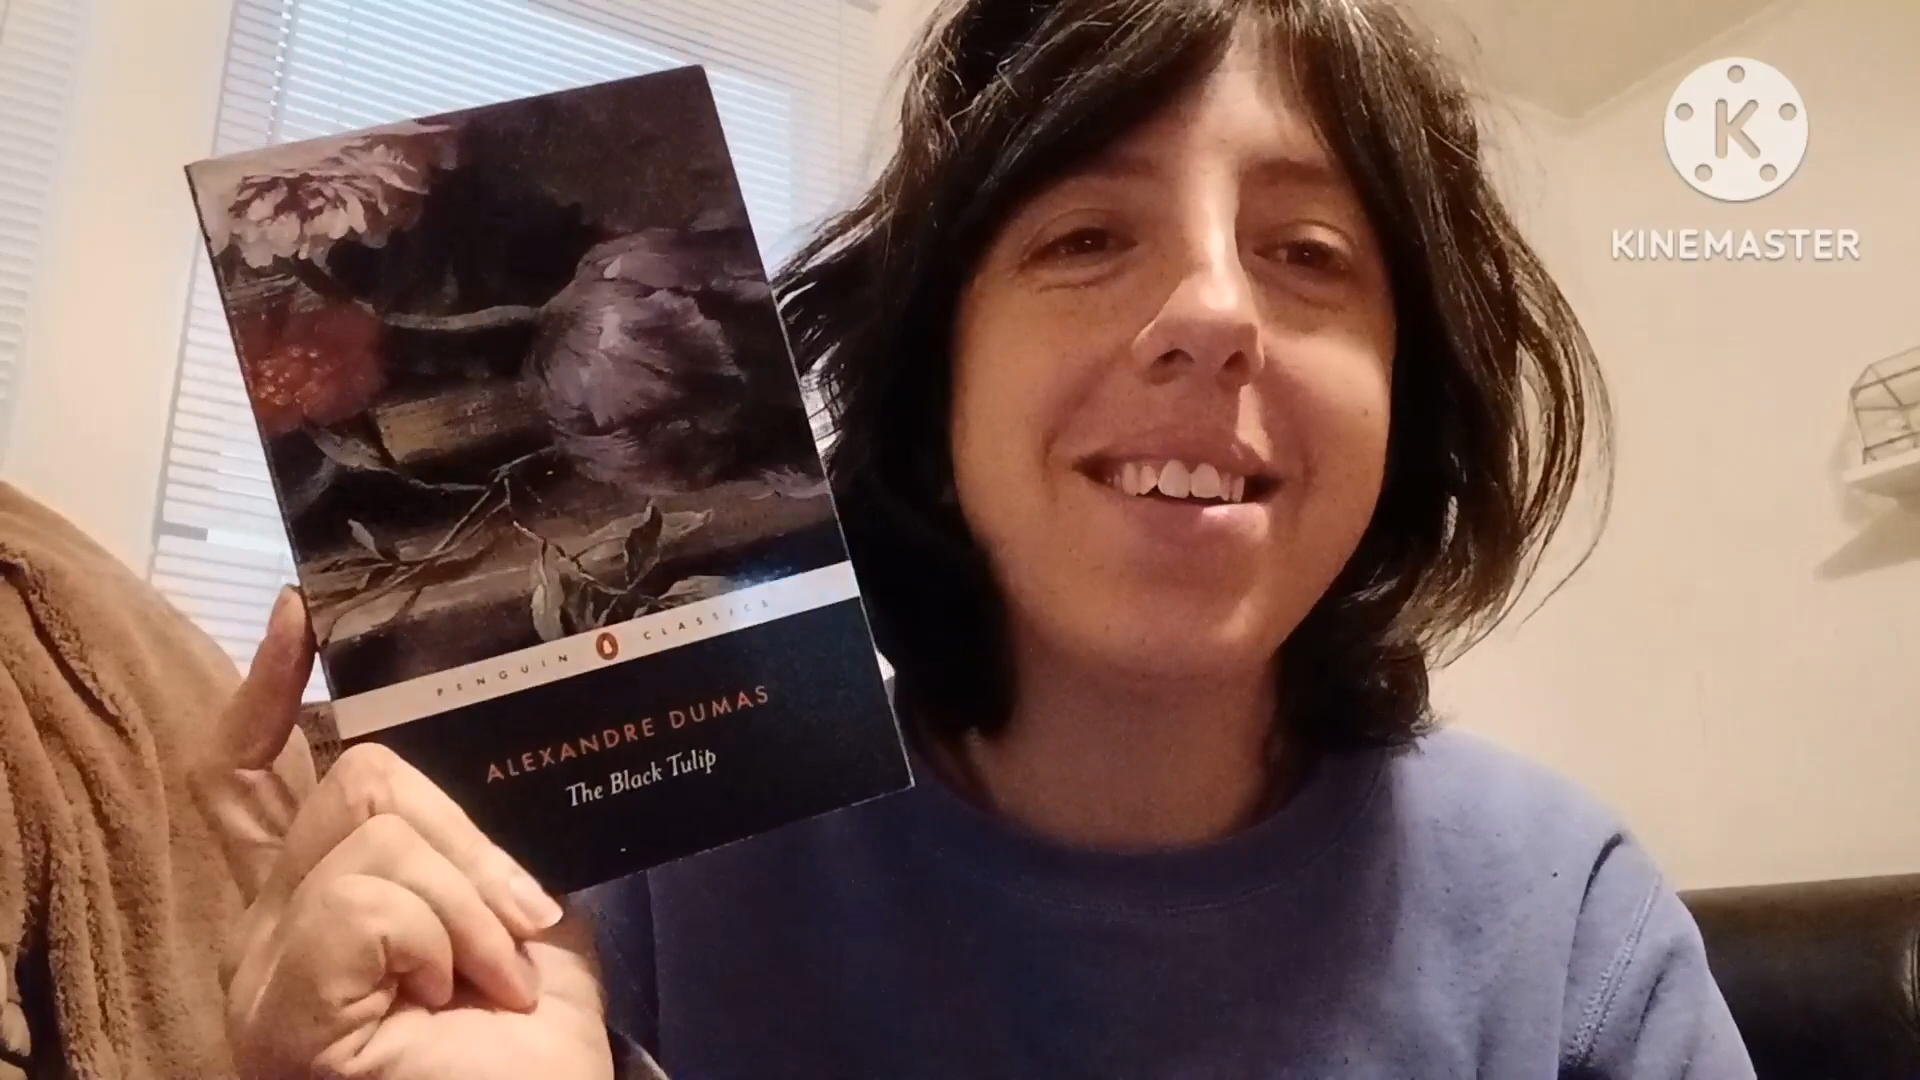 PENGUIN CLASSICS
ALEXANDRE DUMAS
The Black Tulip
K
KINEMASTER